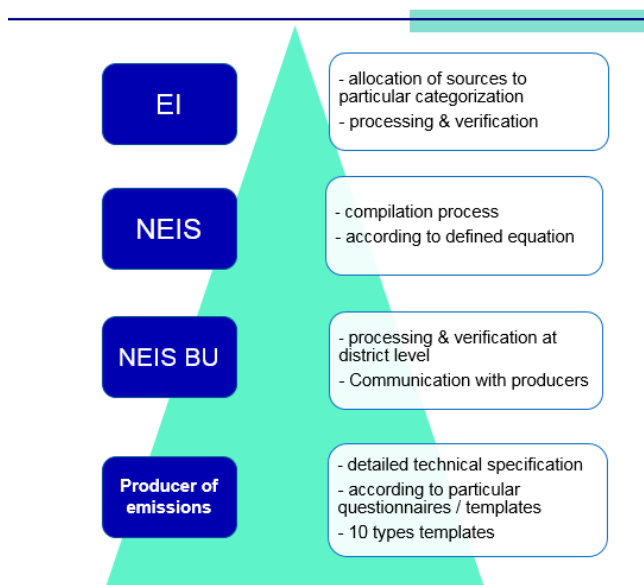 EI
- allocation of sources to
particular categorization
- processing & verification
NEIS
- compilation process
- according to defined equation
NEIS BU
- processing & verification at
district level
- Communication with producers
Producer of
emissions
- detailed technical specification
- according to particular
questionnaires / templates
- 10 types templates